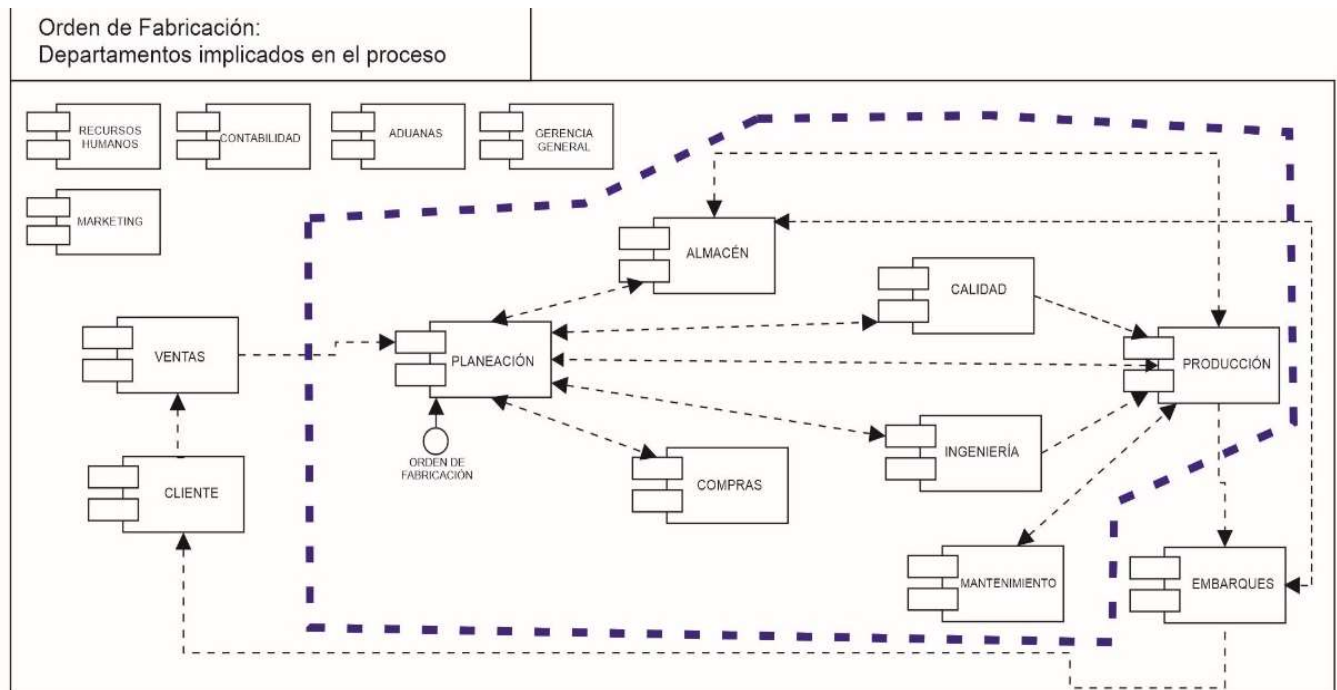 Orden de Fabricación:
Departamentos implicados en el proceso
RECURSOS
HUMANOS
CONTABILIDAD
ADUANAS
GERENCIA
GENERAL
MARKETING
ALMACÉN
CALIDAD
VENTAS
PLANEACIÓN
PRODUCCIÓN
ORDEN DE
FABRICACIÓN
INGENIERÍA
CLIENTE
COMPRAS
MANTENIMIENTO
EMBARQUES